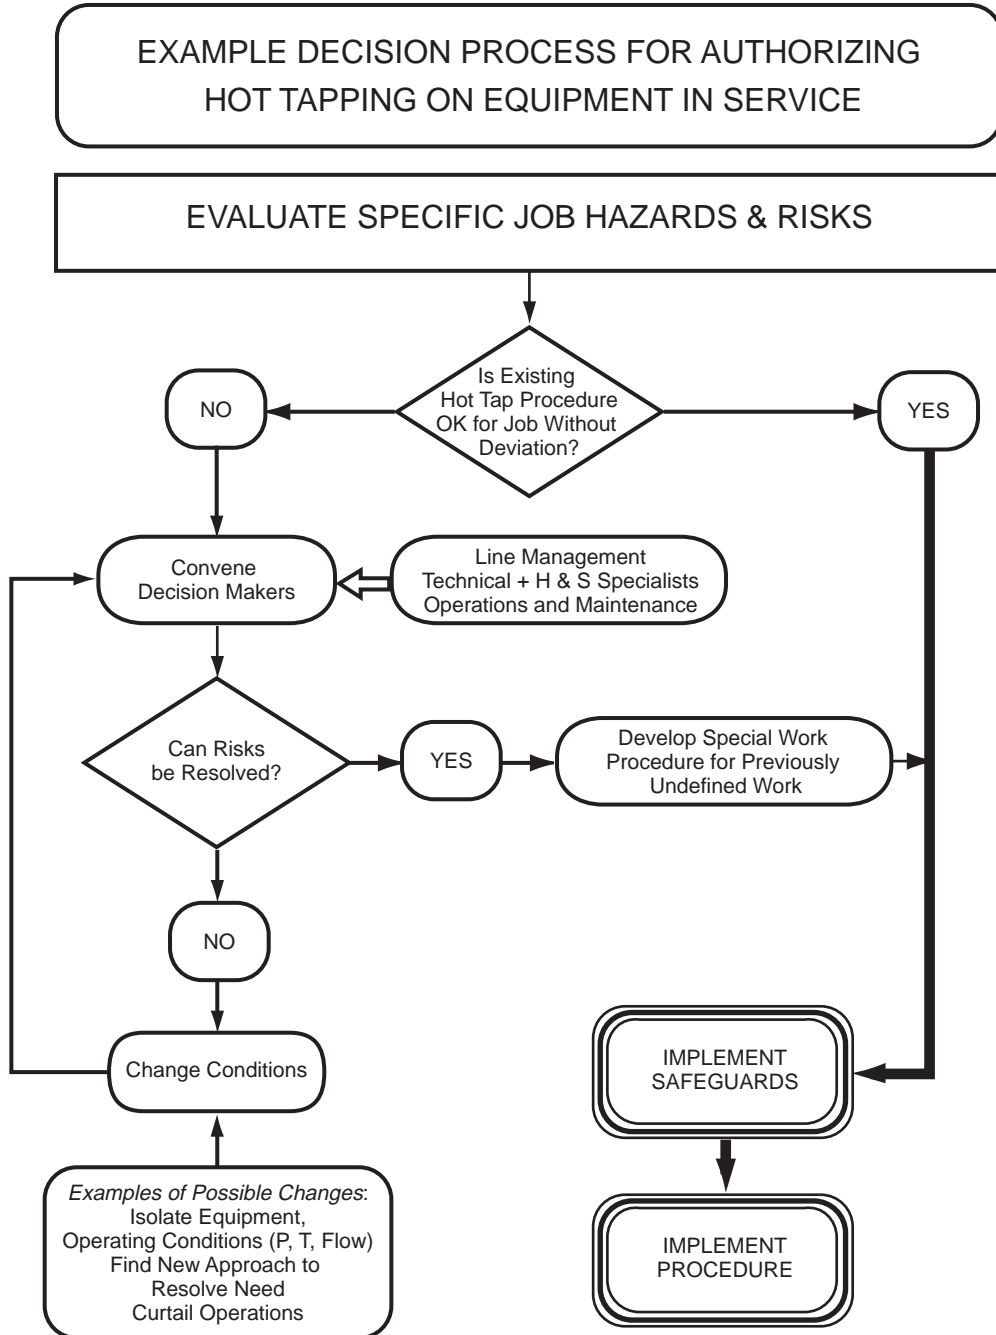 EXAMPLE DECISION PROCESS FOR AUTHORIZING
HOT TAPPING ON EQUIPMENT IN SERVICE
EVALUATE SPECIFIC JOB HAZARDS & RISKS
Is Existing
Hot Tap Procedure
OK for Job Without
Deviation?
NO
YES
Convene
Decision Makers
Line Management
Technical + H & S Specialists
Operations and Maintenance
Can Risks
be Resolved?
YES
Develop Special Work
Procedure for Previously
Undefined Work
NO
Change Conditions
IMPLEMENT
SAFEGUARDS
Examples of Possible Changes:
Isolate Equipment,
Operating Conditions (P, T, Flow)
Find New Approach to
Resolve Need
Curtail Operations
IMPLEMENT
PROCEDURE